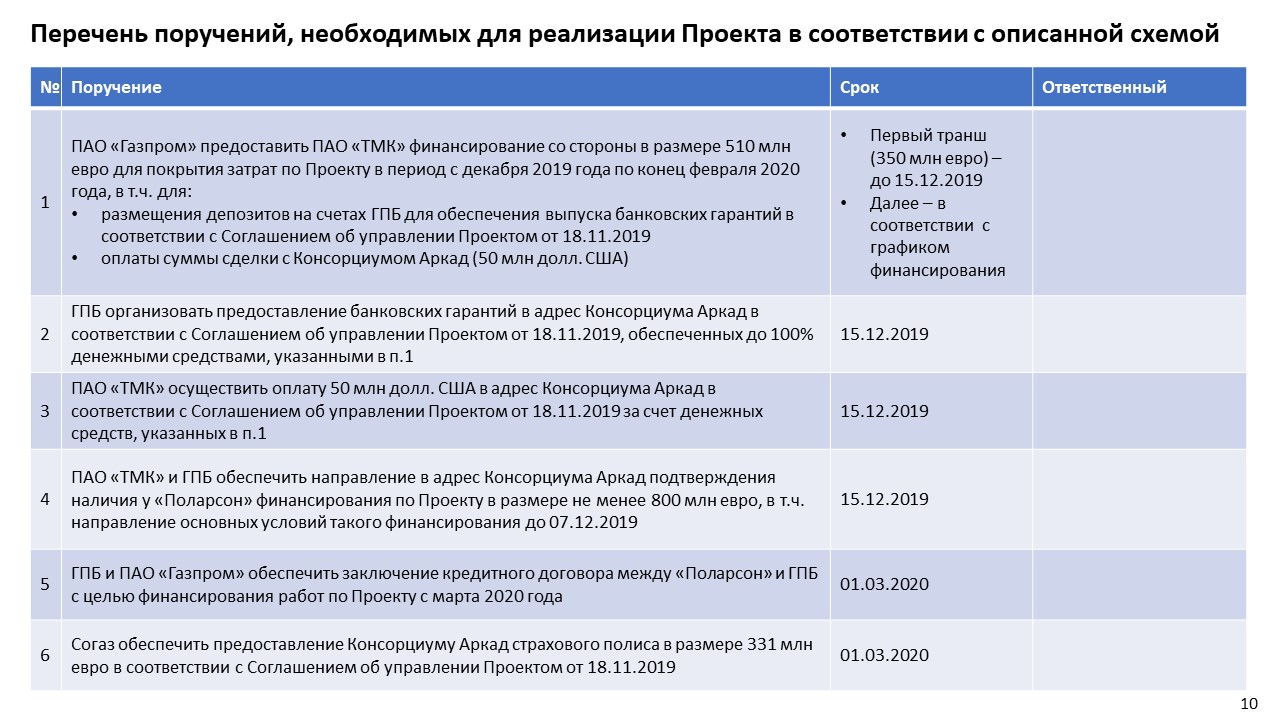 Перечень поручений, необходимых для реализации Проекта в соответствии с описанной схемой
№ Поручение Срок Ответственный
1
ПАО «Газпром» предоставить ПАО «ТМК» финансирование со стороны в размере 510 млн
евро для покрытия затрат по Проекту в период с декабря 2019 года по конец февраля 2020
года, в т.ч. для:
• размещения депозитов на счетах ГПБ для обеспечения выпуска банковских гарантий в
соответствии с Соглашением об управлении Проектом от 18.11.2019
• оплаты суммы сделки с Консорциумом Аркад (50 млн долл. США)
• Первый транш
(350 млн евро) –
до 15.12.2019
• Далее – в
соответствии с
графиком
финансирования
2
ГПБ организовать предоставление банковских гарантий в адрес Консорциума Аркад в
соответствии с Соглашением об управлении Проектом от 18.11.2019, обеспеченных до 100%
денежными средствами, указанными в п.1
15.12.2019
3
ПАО «ТМК» осуществить оплату 50 млн долл. США в адрес Консорциума Аркад в
соответствии с Соглашением об управлении Проектом от 18.11.2019 за счет денежных
средств, указанных в п.1
15.12.2019
4
ПАО «ТМК» и ГПБ обеспечить направление в адрес Консорциума Аркад подтверждения
наличия у «Поларсон» финансирования по Проекту в размере не менее 800 млн евро, в т.ч.
направление основных условий такого финансирования до 07.12.2019
15.12.2019
5
ГПБ и ПАО «Газпром» обеспечить заключение кредитного договора между «Поларсон» и ГПБ
с целью финансирования работ по Проекту с марта 2020 года
01.03.2020
6
Согаз обеспечить предоставление Консорциуму Аркад страхового полиса в размере 331 млн
евро в соответствии с Соглашением об управлении Проектом от 18.11.2019
01.03.2020
10